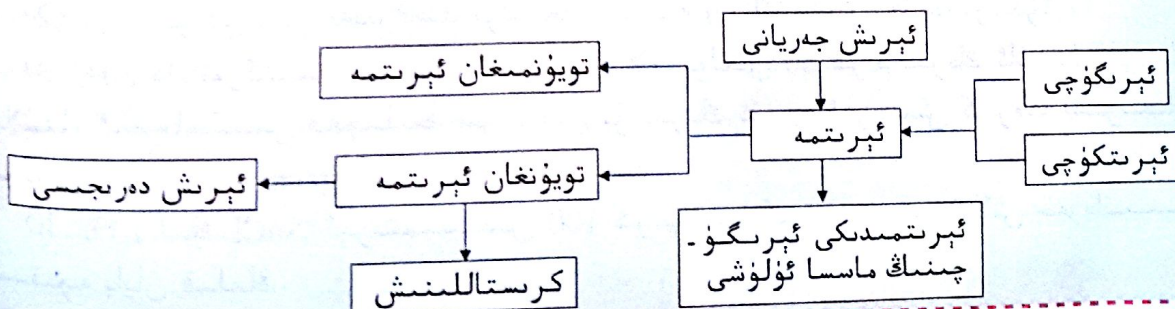 ئېرىش جەريانى
ئېرىگۈچى
تويۇنمىغان ئېرىتمە
ئېرىتمە
ئېرىتكۈچى
تويۇنغان ئېرىتمە
ئېرىش دەرىجىسى
ئېرىتمىدىكى ئېرىگۈ-
چىنىڭ ماسسا ئۈلۈشى
كرىستاللىنىش